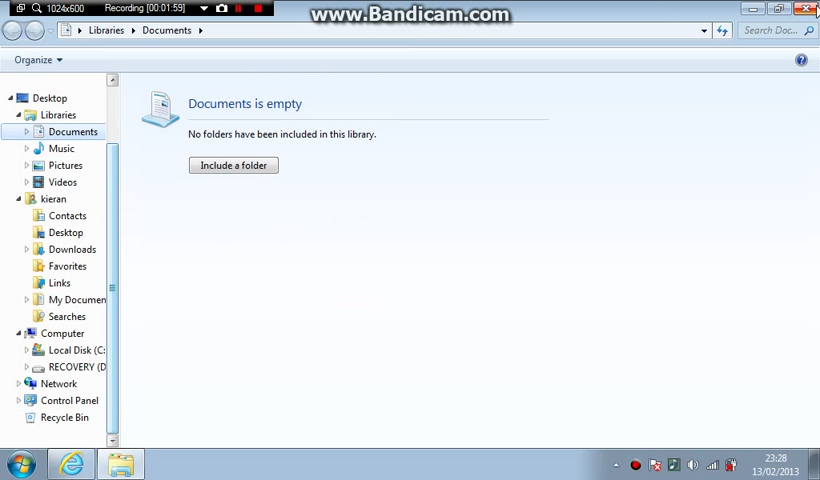 1024x600 Recording [00:01:59]
www.Bandicam.com
Libraries Documents
Search Doc...
Organize
Desktop
Libraries
Documents
Music
Pictures
Videos
kieran
Contacts
Desktop
Downloads
Favorites
Links
My Documen
Searches
Computer
Local Disk (C:
RECOVERY (D
Network
Control Panel
Recycle Bin
Documents is empty
No folders have been included in this library.
Include a folder
23:28
13/02/2013